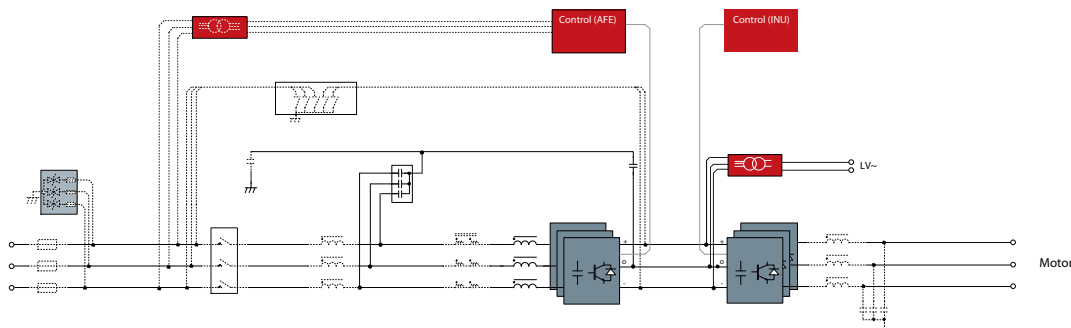 Control (AFE)
Control (INU)
LV~
+
+
o
o
-
-
Motor